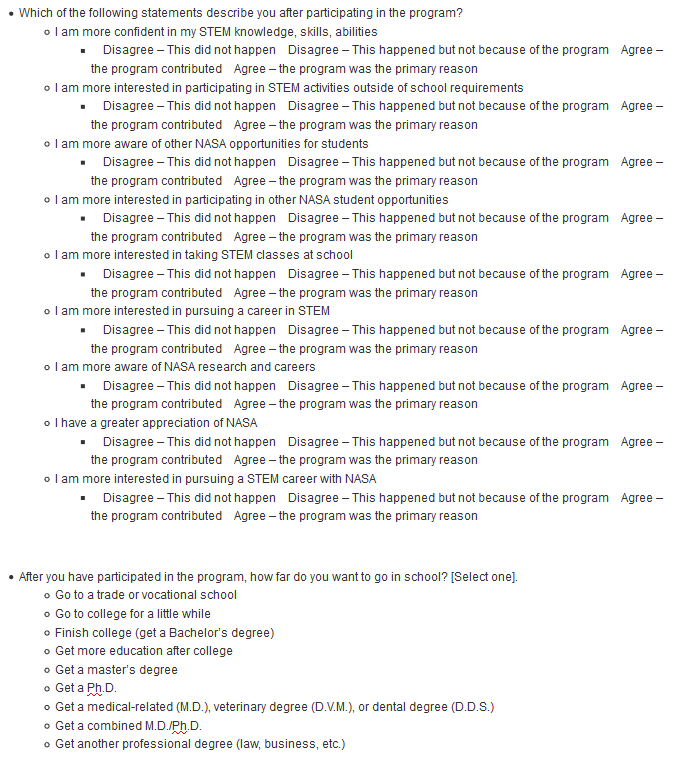 Which of the following statements describe you after participating in the program?
I am more confident in my STEM knowledge, skills, abilities
Disagree – This did not happen Disagree – This happened but not because of the program Agree –
the program contributed Agree – the program was the primary reason
I am more interested in participating in STEM activities outside of school requirements
Disagree – This did not happen Disagree – This happened but not because of the program Agree –
the program contributed Agree – the program was the primary reason
I am more aware of other NASA opportunities for students
Disagree – This did not happen Disagree – This happened but not because of the program Agree –
the program contributed Agree – the program was the primary reason
I am more interested in participating in other NASA student opportunities
Disagree – This did not happen Disagree – This happened but not because of the program Agree –
the program contributed Agree – the program was the primary reason
I am more interested in taking STEM classes at school
Disagree – This did not happen Disagree – This happened but not because of the program Agree –
the program contributed Agree – the program was the primary reason
I am more interested in pursuing a career in STEM
Disagree – This did not happen Disagree – This happened but not because of the program Agree –
the program contributed Agree – the program was the primary reason
I am more aware of NASA research and careers
Disagree – This did not happen Disagree – This happened but not because of the program Agree –
the program contributed Agree – the program was the primary reason
I have a greater appreciation of NASA
Disagree – This did not happen Disagree – This happened but not because of the program Agree –
the program contributed Agree – the program was the primary reason
I am more interested in pursuing a STEM career with NASA
Disagree – This did not happen Disagree – This happened but not because of the program Agree –
the program contributed Agree – the program was the primary reason
After you have participated in the program, how far do you want to go in school? [Select one].
Go to a trade or vocational school
Go to college for a little while
Finish college (get a Bachelor's degree)
Get more education after college
Get a master's degree
Get a Ph.D.
Get a medical-related (M.D.), veterinary degree (D.V.M.), or dental degree (D.D.S.)
Get a combined M.D./Ph.D.
Get another professional degree (law, business, etc.)